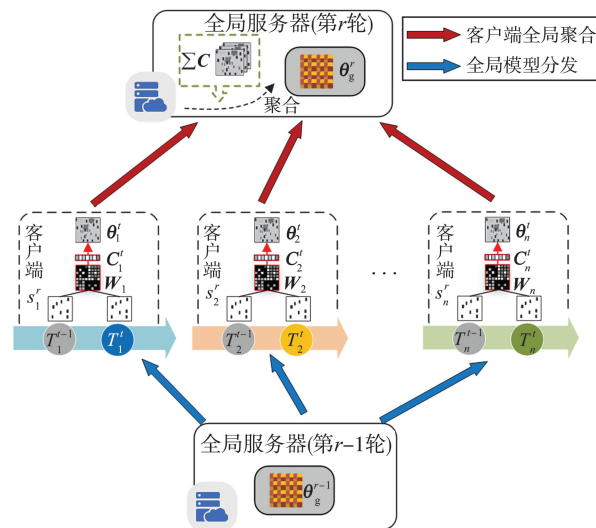 全局服务器(第r轮)
∑C
θ_g^r
聚合
客户端全局聚合
全局模型分发
客户端
s_1^r
θ_1^t
C_1^t
W_1
T_1^{t-1}
T_1^t
客户端
s_2^r
θ_2^t
C_2^t
W_2
T_2^{t-1}
T_2^t
...
客户端
s_n^r
θ_n^t
C_n^t
W_n
T_n^{t-1}
T_n^t
全局服务器(第r-1轮)
θ_g^{r-1}